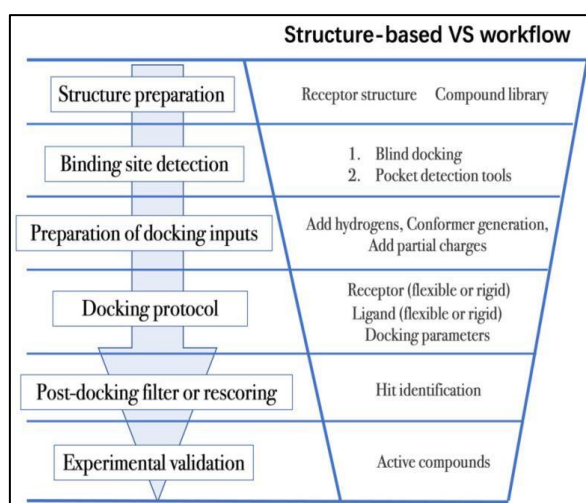 Structure-based VS workflow
Structure preparation
Receptor structure Compound library
Binding site detection
1. Blind docking
2. Pocket detection tools
Preparation of docking inputs
Add hydrogens, Conformer generation,
Add partial charges
Docking protocol
Receptor (flexible or rigid)
Ligand (flexible or rigid)
Docking parameters
Post-docking filter or rescoring
Hit identification
Experimental validation
Active compounds